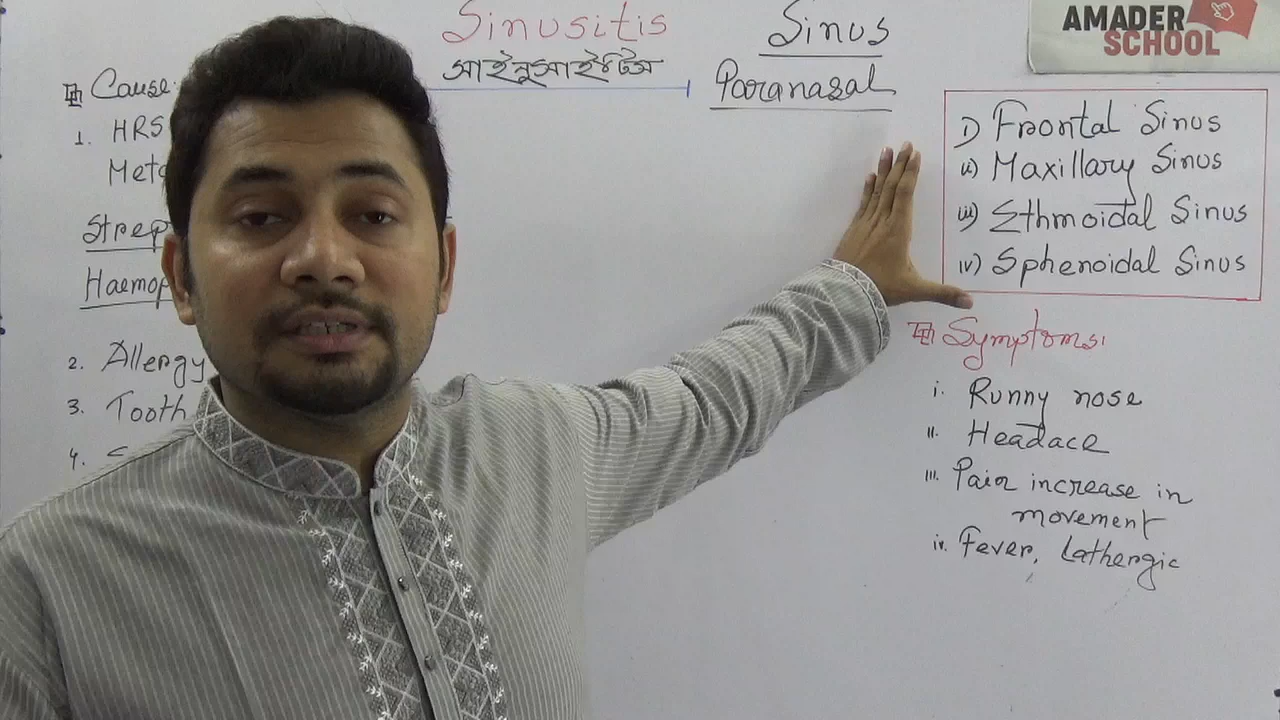 Sinusitis
সাইনুসাইটিস
Sinus
Paranasal
AMADER
SCHOOL
Cause:
1. HRS
StreP
Haemop
2. Allergy
3. Tooth
4.
i) Frontal Sinus
ii) Maxillary Sinus
iii) Ethmoidal Sinus
iv) Sphenoidal Sinus
Symptoms:
i. Runny nose
ii. Headace
iii. Pain increase in
movement
iv. Fever, Lathergic